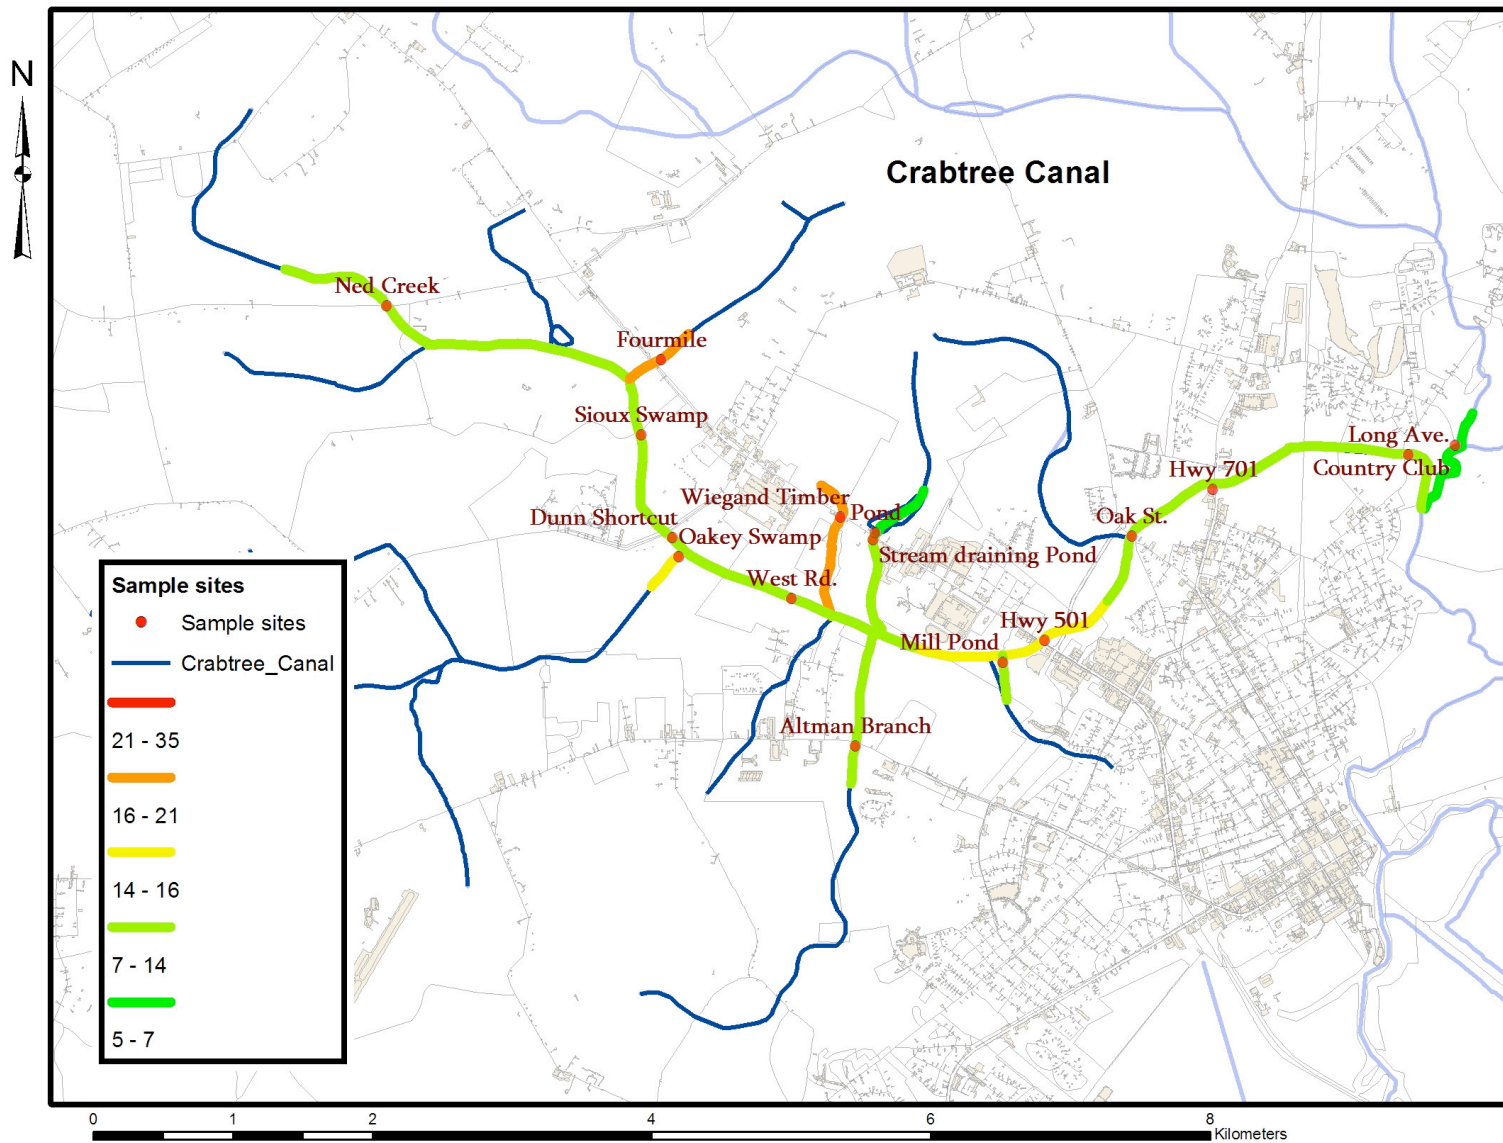 N
Crabtree Canal
Ned Creek
Fourmile
Sioux Swamp
Long Ave.
Country Club
Hwy 701
Wiegand Timber
Pond
Dunn Shortcut
Oakey Swamp
Oak St.
Stream draining Pond
West Rd.
Hwy 501
Mill Pond
Altman Branch
Sample sites
Sample sites
Crabtree_Canal
21 - 35
16 - 21
14 - 16
7 - 14
5 - 7
0 1 2 4 6 8
Kilometers